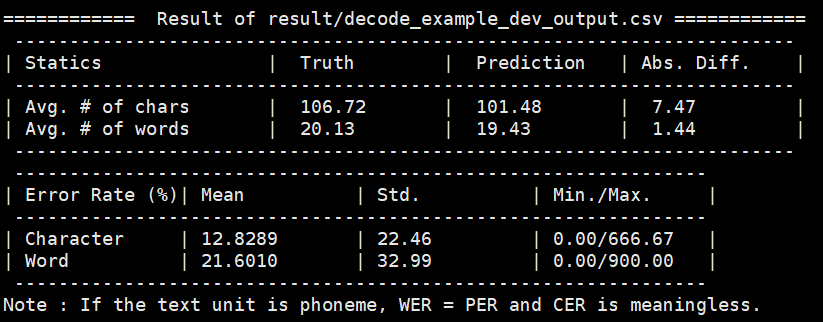 ============  Result of result/decode_example_dev_output.csv ============
-----------------------------------------------------------------------
| Statics               |  Truth        |  Prediction   | Abs. Diff.    |
-----------------------------------------------------------------------
| Avg. # of chars       |  106.72       |  101.48       |  7.47         |
| Avg. # of words       |  20.13        |  19.43        |  1.44         |
-----------------------------------------------------------------------
---------------------------------------------------------------
| Error Rate (%)| Mean          | Std.          | Min./Max.     |
---------------------------------------------------------------
| Character     | 12.8289       | 22.46         | 0.00/666.67   |
| Word          | 21.6010       | 32.99         | 0.00/900.00   |
---------------------------------------------------------------
Note : If the text unit is phoneme, WER = PER and CER is meaningless.